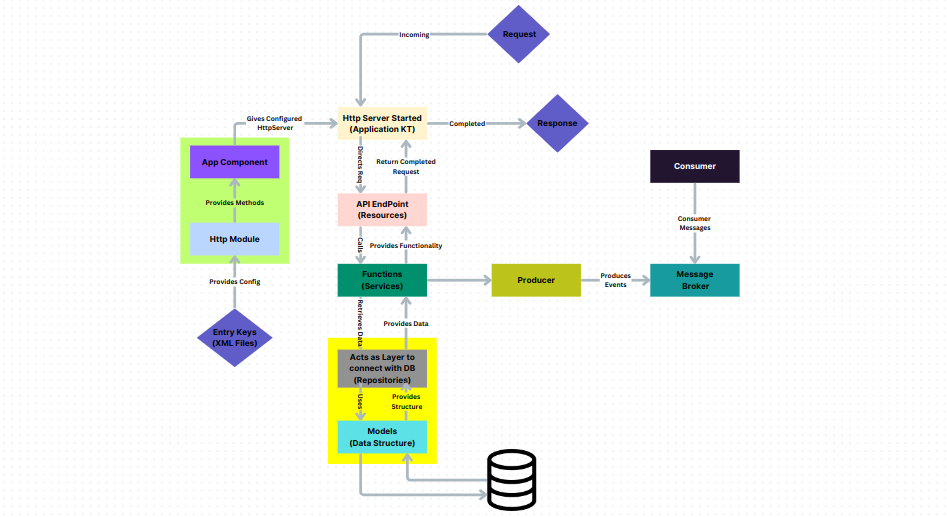 Request
Incoming
Gives Configured
HttpServer
Http Server Started
(Application KT)
Completed
Response
App Component
Directs Req
Return Completed
Request
Consumer
Provides Methods
API EndPoint
(Resources)
Consumer
Messages
Http Module
Calls
Provides Functionality
Provides Config
Functions
(Services)
Producer
Produces
Events
Message
Broker
Entry Keys
(XML Files)
Retrieves Data
Provides Data
Acts as Layer to
connect with DB
(Repositories)
Uses
Provides
Structure
Models
(Data Structure)